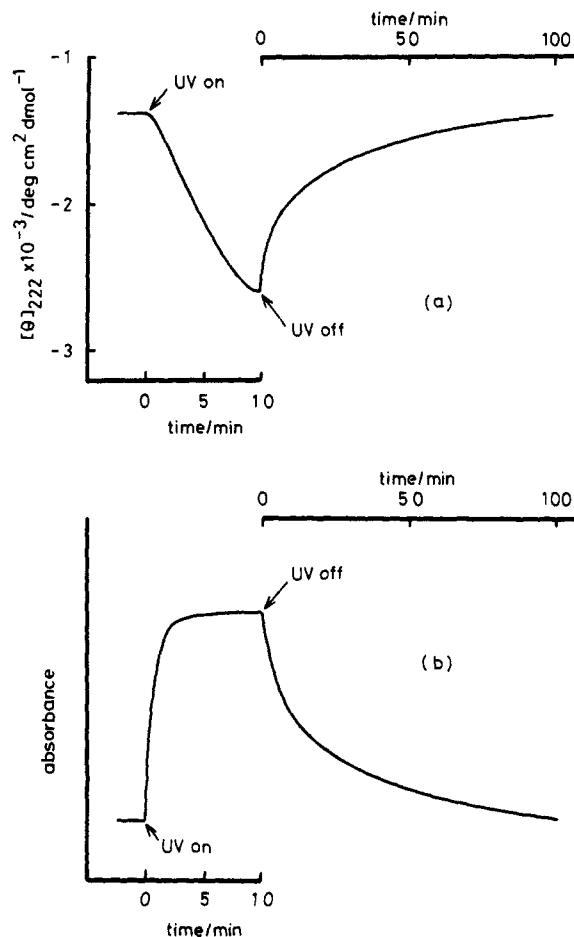 time/min
0 50 100
-1
UV on
-2
[θ]222 x10−3/deg cm2 dmol−1
(a)
UV off
-3
0 5 10
time/min
time/min
0 50 100
UV off
(b)
absorbance
UV on
0 5 10
time/min